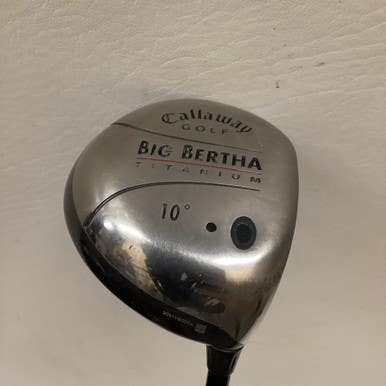 Callaway
GOLF
BIG BERTHA
TITANIUM
10°